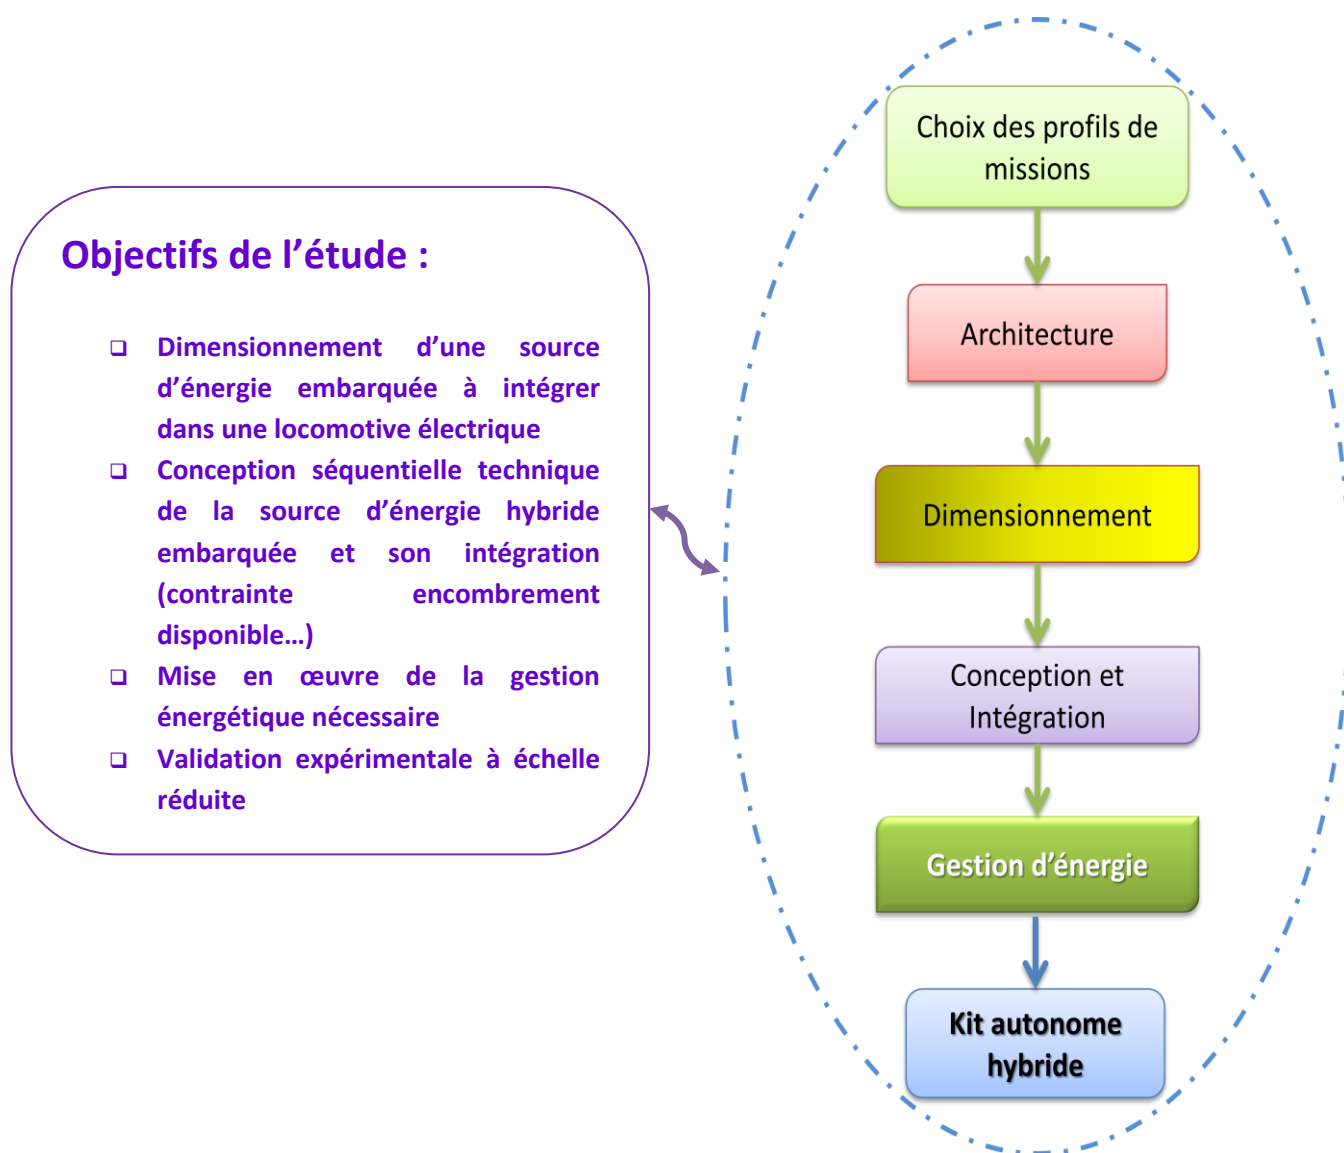 Objectifs de l’étude :
❑ Dimensionnement d’une source
d’énergie embarquée à intégrer
dans une locomotive électrique
❑ Conception séquentielle technique
de la source d’énergie hybride
embarquée et son intégration
(contrainte encombrement
disponible…)
❑ Mise en œuvre de la gestion
énergétique nécessaire
❑ Validation expérimentale à échelle
réduite
Choix des profils de
missions
Architecture
Dimensionnement
Conception et
Intégration
Gestion d’énergie
Kit autonome
hybride